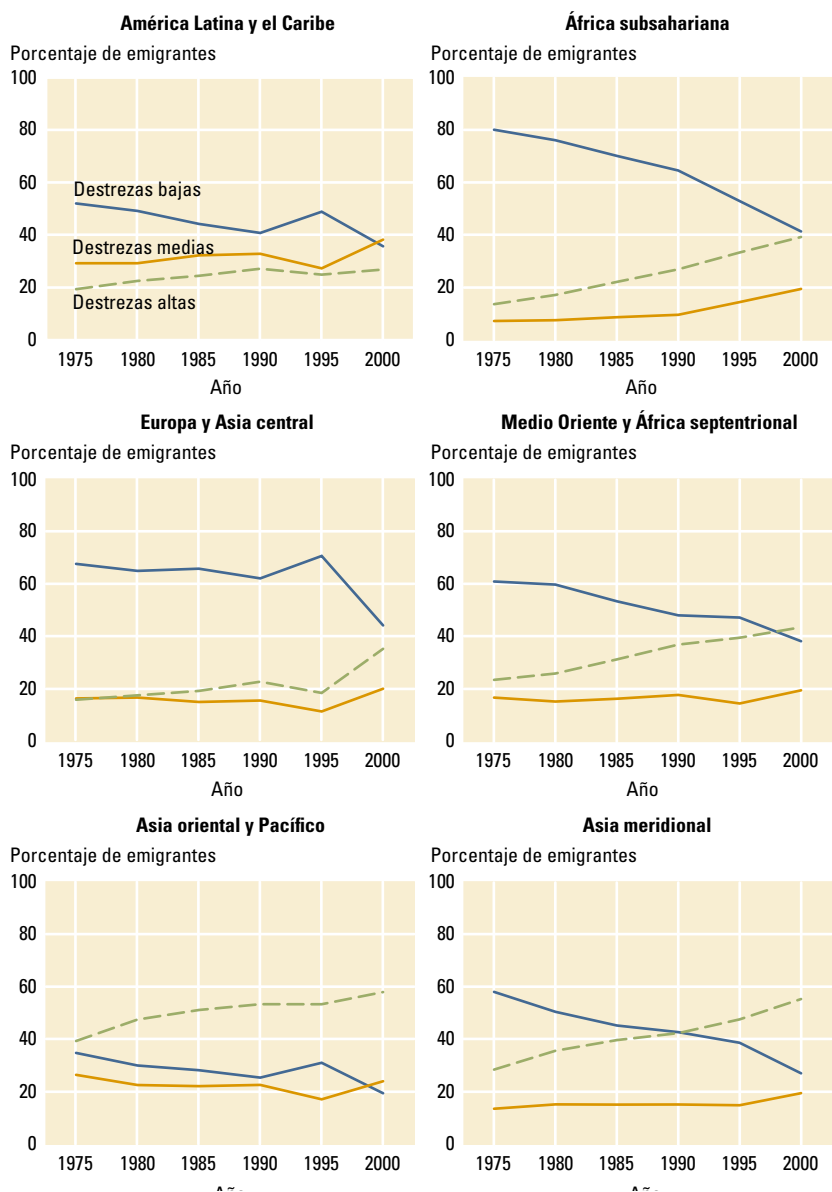 América Latina y el Caribe
Porcentaje de emigrantes
100
80
60
40
20
0
Destrezas bajas
Destrezas medias
Destrezas altas
1975 1980 1985 1990 1995 2000
Año
África subsahariana
Porcentaje de emigrantes
100
80
60
40
20
0
1975 1980 1985 1990 1995 2000
Año
Europa y Asia central
Porcentaje de emigrantes
100
80
60
40
20
0
1975 1980 1985 1990 1995 2000
Año
Medio Oriente y África septentrional
Porcentaje de emigrantes
100
80
60
40
20
0
1975 1980 1985 1990 1995 2000
Año
Asia oriental y Pacífico
Porcentaje de emigrantes
100
80
60
40
20
0
1975 1980 1985 1990 1995 2000
Año
Asia meridional
Porcentaje de emigrantes
100
80
60
40
20
0
1975 1980 1985 1990 1995 2000
Año